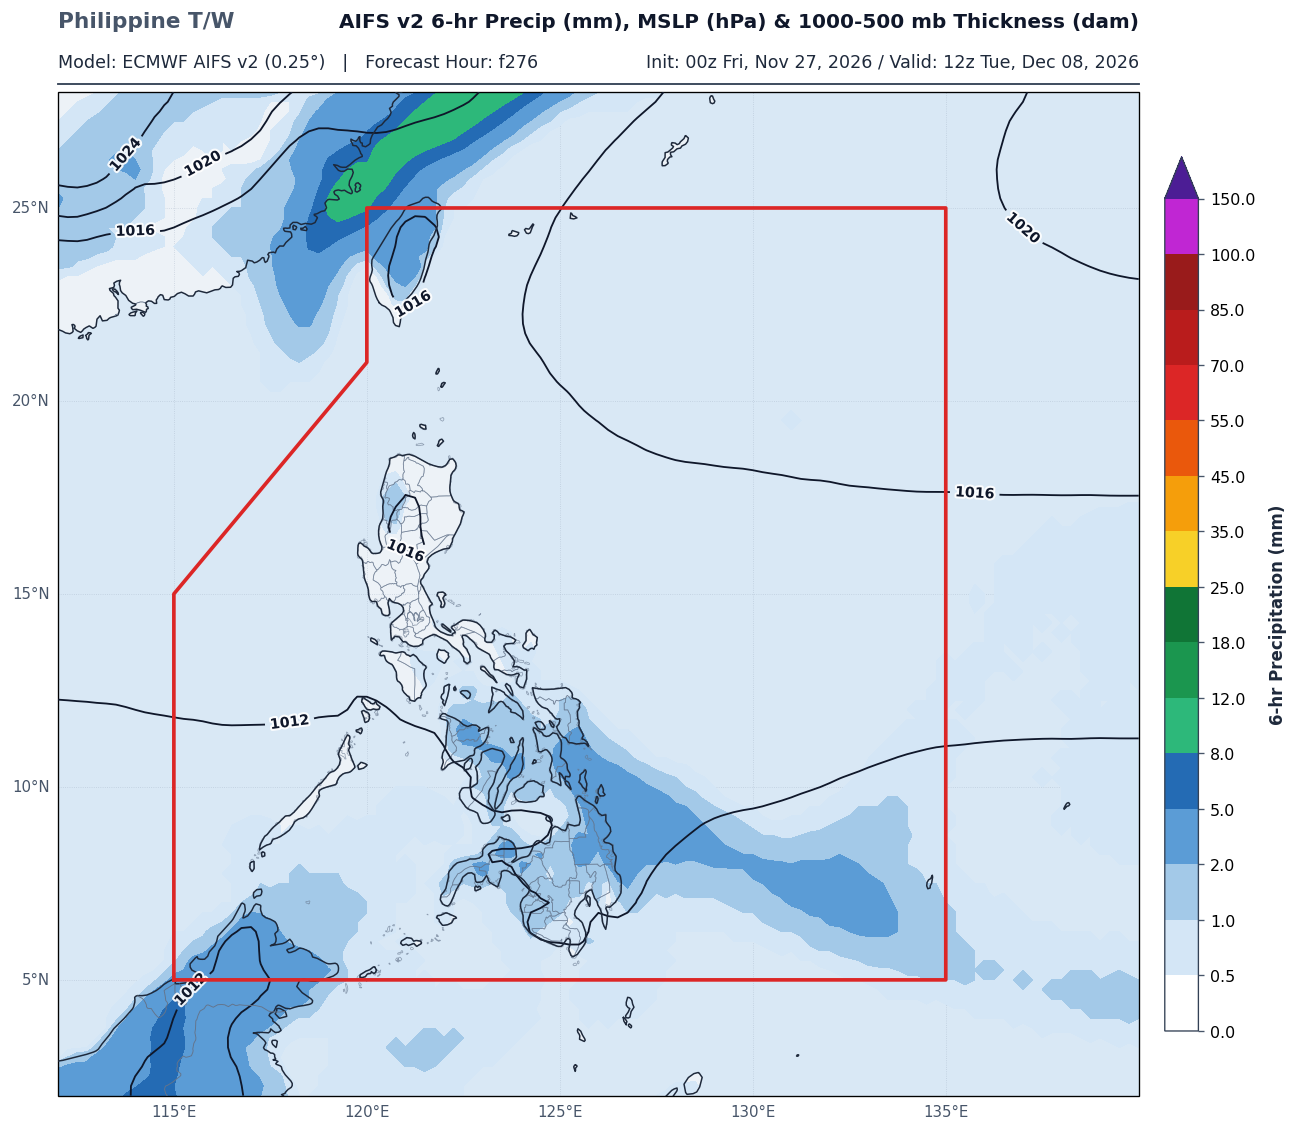 Philippine T/W
AIFS v2 6-hr Precip (mm), MSLP (hPa) & 1000-500 mb Thickness (dam)
Model: ECMWF AIFS v2 (0.25°) | Forecast Hour: f276
Init: 00z Fri, Nov 27, 2026 / Valid: 12z Tue, Dec 08, 2026
1024
1020
1016
1016
1020
1016
1016
1012
1012
25°N
20°N
15°N
10°N
5°N
115°E
120°E
125°E
130°E
135°E
150.0
100.0
85.0
70.0
55.0
45.0
35.0
25.0
18.0
12.0
8.0
5.0
2.0
1.0
0.5
0.0
6-hr Precipitation (mm)